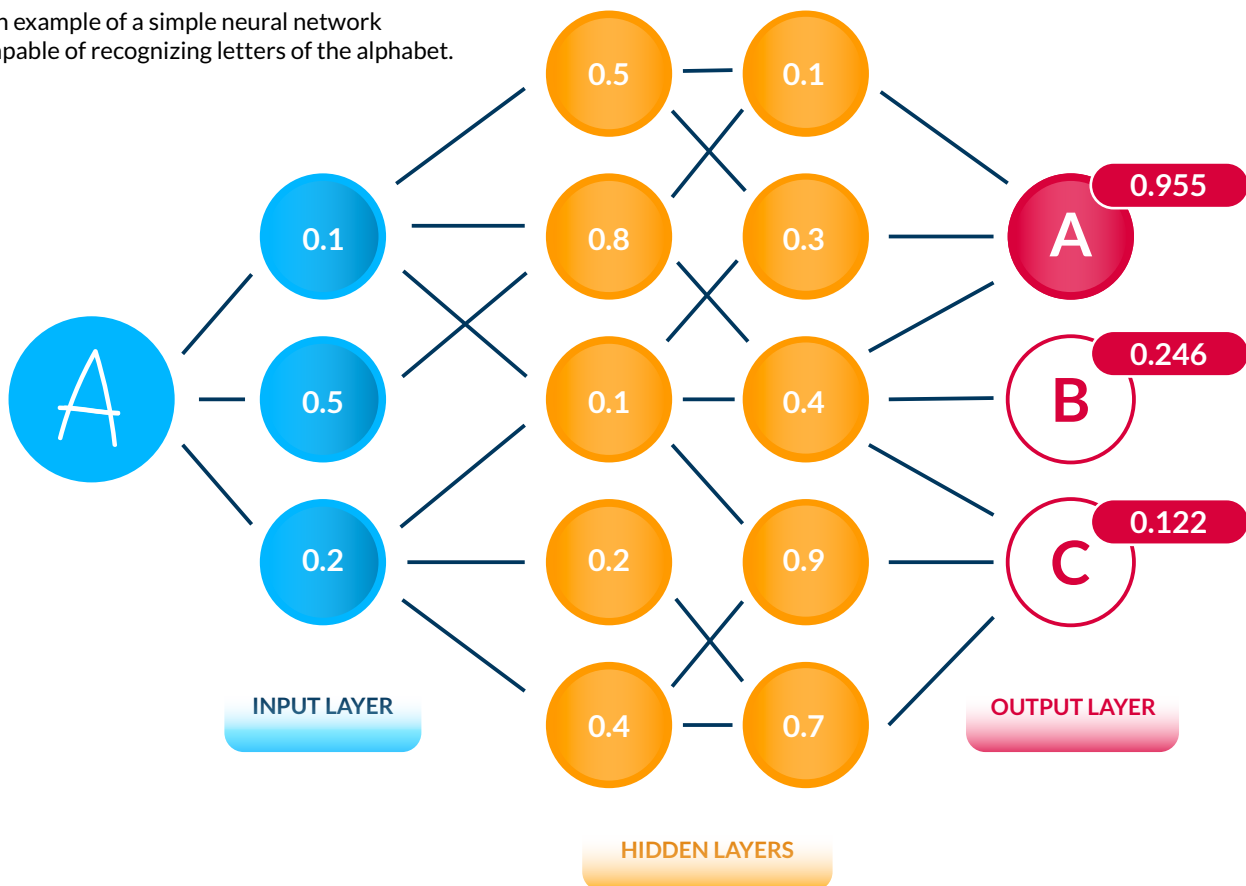 n example of a simple neural network
pable of recognizing letters of the alphabet.
0.5
0.1
0.955
0.1
0.8
0.3
A
0.246
A
0.5
0.1
0.4
B
0.122
0.2
0.2
0.9
C
INPUT LAYER
0.4
0.7
OUTPUT LAYER
HIDDEN LAYERS